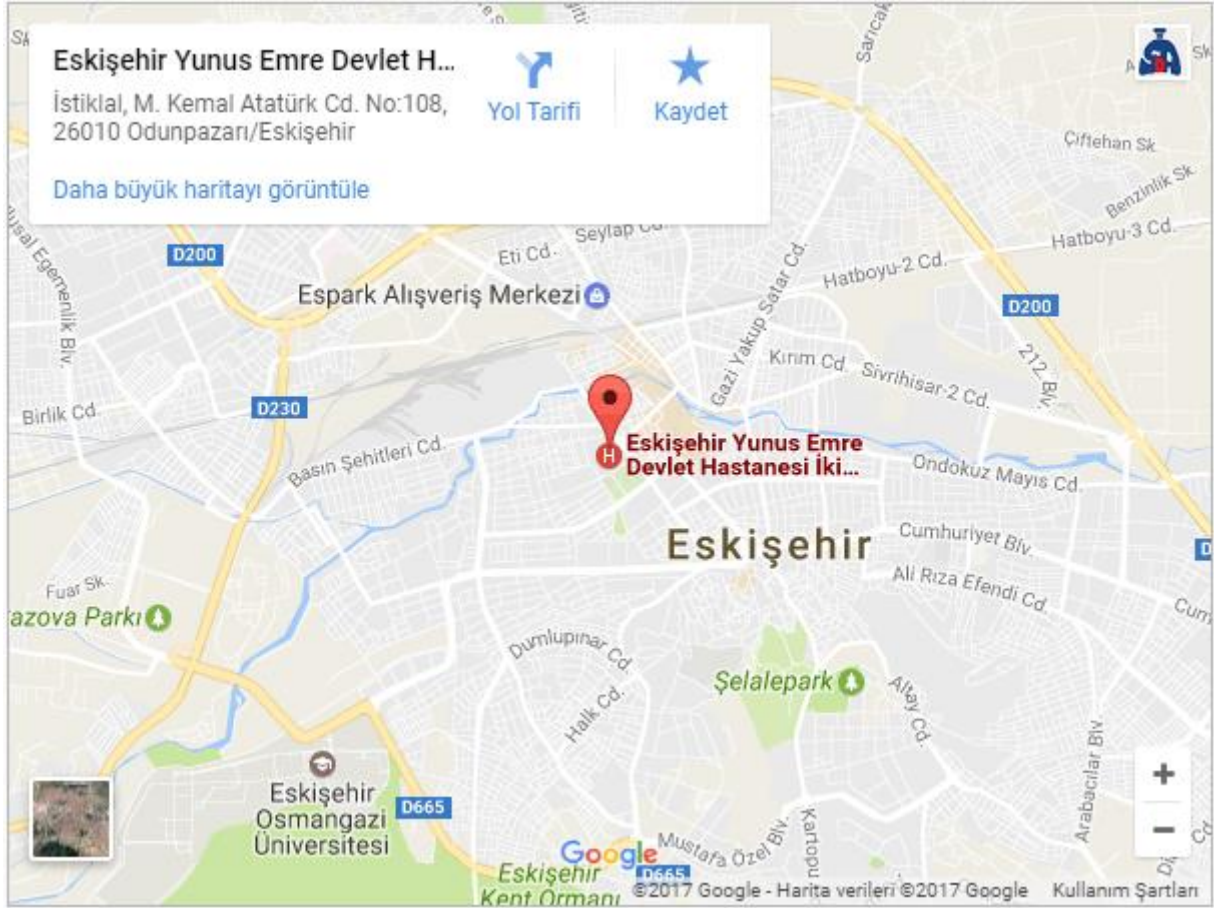 Eskişehir Yunus Emre Devlet H...
İstiklal, M. Kemal Atatürk Cd. No:108,
26010 Odunpazarı/Eskişehir
Yol Tarifi
Kaydet
Daha büyük haritayı görüntüle
Çiftehan Sk
Benzinlik Sk
Hatboyu-3 Cd.
Hatboyu-2 Cd.
Seylap
Eti Cd.
D200
Espark Alışveriş Merkezi
Gazi Yakup Satar Cd.
D200
Egemenlik Blv.
Kırım Cd.
Sivrihisar-2 Cd.
212. Blv.
Birlik Cd.
D230
Basın Şehitleri Cd.
H
Eskişehir Yunus Emre
Devlet Hastanesi İki...
Ondokuz Mayıs Cd.
Eskişehir
Cumhuriyet Blv.
Ali Rıza Efendi Cd.
Fuar Sk.
azova Parkı
Dumlupınar Cd.
Halk Cd.
Şelalepark
Altay Cd.
Arabacılar Blv
Eskişehir
Osmangazi
Üniversitesi
D665
Mustafa Özel Blv.
Google
D665
Eskişehir
Kent Ormanı
©2017 Google - Harita verileri ©2017 Google
Kullanım Şartları
+
−